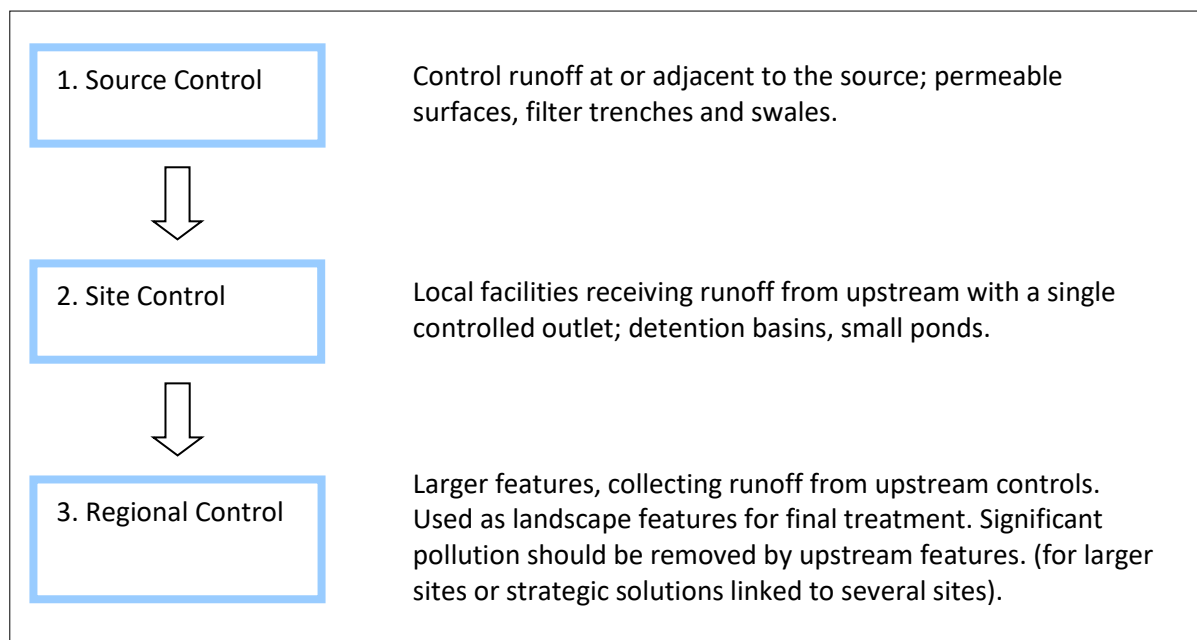 1. Source Control
Control runoff at or adjacent to the source; permeable
surfaces, filter trenches and swales.
2. Site Control
Local facilities receiving runoff from upstream with a single
controlled outlet; detention basins, small ponds.
3. Regional Control
Larger features, collecting runoff from upstream controls.
Used as landscape features for final treatment. Significant
pollution should be removed by upstream features. (for larger
sites or strategic solutions linked to several sites).